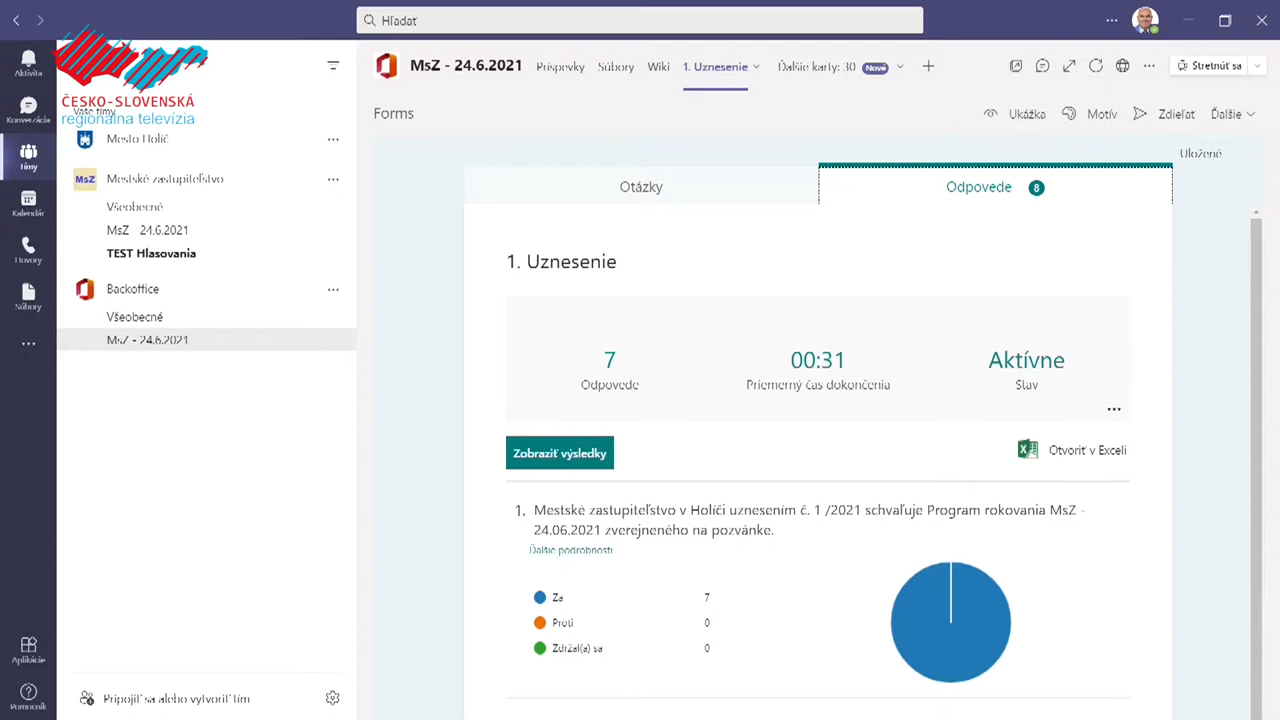 Hľadať
ČESKO-SLOVENSKÁ
regionálna televízia
Aktivita
Konverzácia
Tímy
Kalendár
Hovory
Súbory
Aplikácie
Pomocník
Vaše tímy
Mesto Holíč
MsZ Mestské zastupiteľstvo
Všeobecné
MsZ - 24.6.2021
TEST Hlasovania
Backoffice
Všeobecné
MsZ - 24.6.2021
Pripojiť sa alebo vytvoriť tím
MsZ - 24.6.2021 Príspevky Súbory Wiki 1. Uznesenie Ďalšie karty: 30 Nové
Stretnúť sa
Forms
Ukážka Motív Zdieľať Ďalšie
Uložené
Otázky Odpovede 8
1. Uznesenie
7 00:31 Aktívne
Odpovede Priemerný čas dokončenia Stav
Zobraziť výsledky Otvoriť v Exceli
1. Mestské zastupiteľstvo v Holíči uznesením č. 1 /2021 schvaľuje Program rokovania MsZ -
24.06.2021 zverejneného na pozvánke.
Ďalšie podrobnosti
Za 7
Proti 0
Zdržal(a) sa 0